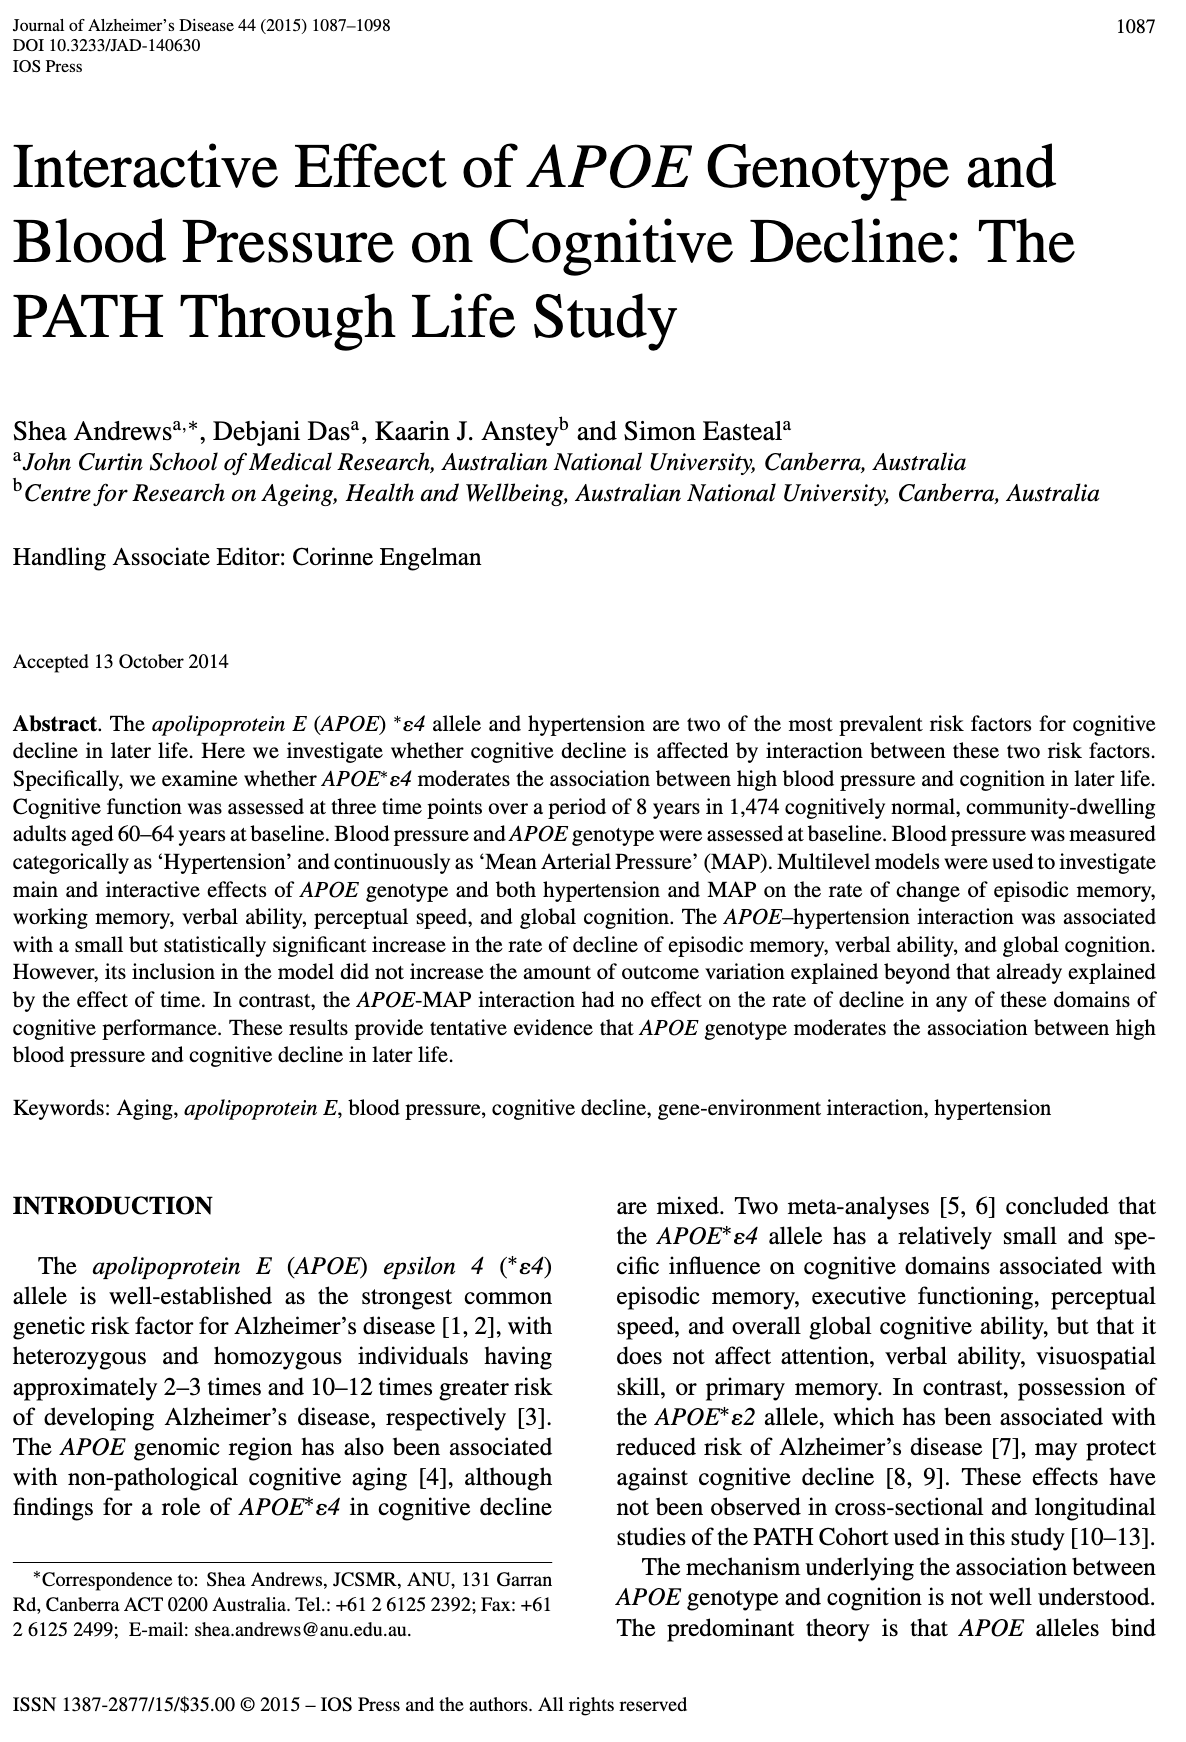 Journal of Alzheimer's Disease 44 (2015) 1087–1098
1087
DOI 10.3233/JAD-140630
IOS Press
Interactive Effect of APOE Genotype and
Blood Pressure on Cognitive Decline: The
PATH Through Life Study
Shea Andrewsa,*, Debjani Dasa, Kaarin J. Ansteyb and Simon Easteala
aJohn Curtin School of Medical Research, Australian National University, Canberra, Australia
bCentre for Research on Ageing, Health and Wellbeing, Australian National University, Canberra, Australia
Handling Associate Editor: Corinne Engelman
Accepted 13 October 2014
Abstract. The apolipoprotein E (APOE) *ε4 allele and hypertension are two of the most prevalent risk factors for cognitive
decline in later life. Here we investigate whether cognitive decline is affected by interaction between these two risk factors.
Specifically, we examine whether APOE*ε4 moderates the association between high blood pressure and cognition in later life.
Cognitive function was assessed at three time points over a period of 8 years in 1,474 cognitively normal, community-dwelling
adults aged 60–64 years at baseline. Blood pressure and APOE genotype were assessed at baseline. Blood pressure was measured
categorically as ‘Hypertension’ and continuously as ‘Mean Arterial Pressure’ (MAP). Multilevel models were used to investigate
main and interactive effects of APOE genotype and both hypertension and MAP on the rate of change of episodic memory,
working memory, verbal ability, perceptual speed, and global cognition. The APOE–hypertension interaction was associated
with a small but statistically significant increase in the rate of decline of episodic memory, verbal ability, and global cognition.
However, its inclusion in the model did not increase the amount of outcome variation explained beyond that already explained
by the effect of time. In contrast, the APOE-MAP interaction had no effect on the rate of decline in any of these domains of
cognitive performance. These results provide tentative evidence that APOE genotype moderates the association between high
blood pressure and cognitive decline in later life.
Keywords: Aging, apolipoprotein E, blood pressure, cognitive decline, gene-environment interaction, hypertension
INTRODUCTION
The apolipoprotein E (APOE) epsilon 4 (*ε4)
allele is well-established as the strongest common
genetic risk factor for Alzheimer's disease [1, 2], with
heterozygous and homozygous individuals having
approximately 2–3 times and 10–12 times greater risk
of developing Alzheimer's disease, respectively [3].
The APOE genomic region has also been associated
with non-pathological cognitive aging [4], although
findings for a role of APOE*ε4 in cognitive decline
*Correspondence to: Shea Andrews, JCSMR, ANU, 131 Garran
Rd, Canberra ACT 0200 Australia. Tel.: +61 2 6125 2392; Fax: +61
2 6125 2499; E-mail: shea.andrews@anu.edu.au.
are mixed. Two meta-analyses [5, 6] concluded that
the APOE*ε4 allele has a relatively small and spe-
cific influence on cognitive domains associated with
episodic memory, executive functioning, perceptual
speed, and overall global cognitive ability, but that it
does not affect attention, verbal ability, visuospatial
skill, or primary memory. In contrast, possession of
the APOE*ε2 allele, which has been associated with
reduced risk of Alzheimer's disease [7], may protect
against cognitive decline [8, 9]. These effects have
not been observed in cross-sectional and longitudinal
studies of the PATH Cohort used in this study [10–13].
The mechanism underlying the association between
APOE genotype and cognition is not well understood.
The predominant theory is that APOE alleles bind
ISSN 1387-2877/15/$35.00 © 2015 – IOS Press and the authors. All rights reserved